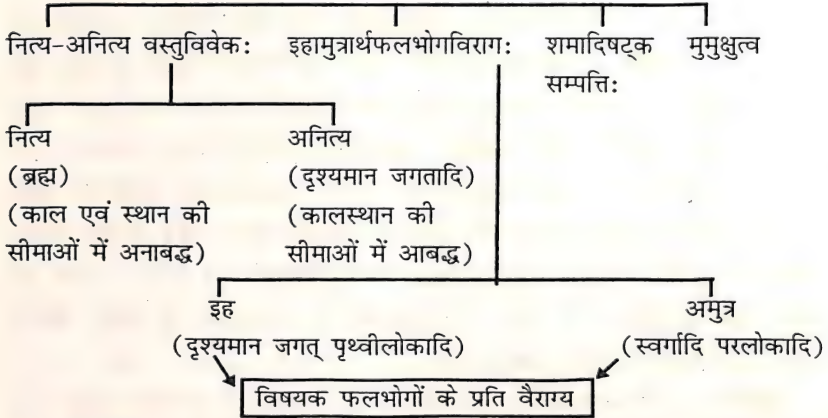 नित्य-अनित्य वस्तुविवेक: इहामुत्रार्थफलभोगविराग: शमादिषट्क मुमुक्षुत्व
सम्पत्ति:
नित्य अनित्य
(ब्रह्म) (दृश्यमान जगतादि)
(काल एवं स्थान की (कालस्थान की
सीमाओं में अनाबद्ध) सीमाओं में आबद्ध)
इह अमुत्र
(दृश्यमान जगत् पृथ्वीलोकादि) (स्वर्गादि परलोकादि)
विषयक फलभोगों के प्रति वैराग्य